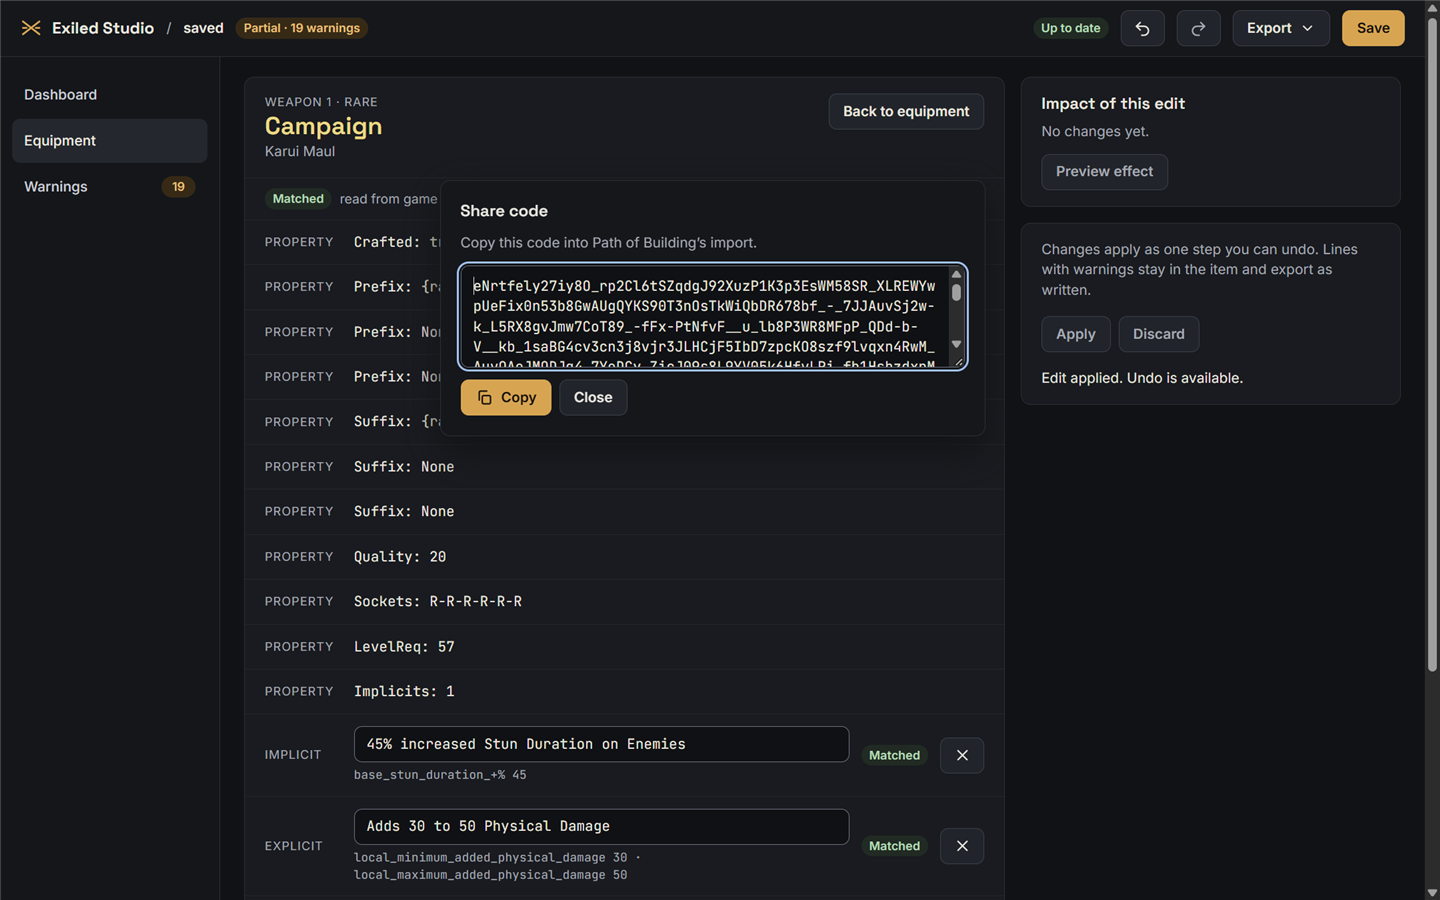 Exiled Studio / saved Partial · 19 warnings
Up to date Export Save
Dashboard
Equipment
Warnings 19
WEAPON 1 · RARE
Campaign
Karui Maul
Back to equipment
Matched read from game
PROPERTY Crafted:
PROPERTY Prefix:
PROPERTY Prefix:
PROPERTY Prefix:
PROPERTY Suffix:
PROPERTY Suffix: None
PROPERTY Suffix: None
PROPERTY Quality: 20
PROPERTY Sockets: R-R-R-R-R-R
PROPERTY LevelReq: 57
PROPERTY Implicits: 1
IMPLICIT 45% increased Stun Duration on Enemies Matched
base_stun_duration_+% 45
EXPLICIT Adds 30 to 50 Physical Damage Matched
local_minimum_added_physical_damage 30 ·
local_maximum_added_physical_damage 50
Share code
Copy this code into Path of Building’s import.
eNrtfely27iy8O_rp2Cl6tSZqdgJ92XuzP1K3p3EsWM58SR_XLREWYw
pUeFix0n53b8GwAUgQYKS90T3nOsTkWiQbDR678bf_-_7JJAuvSj2w-
k_L5RX8gvJmw7CoT89_-fFx-PtNfvF__u_lb8P3WR8MFpP_QDd-b-
V__kb_1saBG4cv3cn3j8vjr3JLHCjF5IbD7zpcKO8szf9lvqxn4RwM_
Copy Close
Impact of this edit
No changes yet.
Preview effect
Changes apply as one step you can undo. Lines
with warnings stay in the item and export as
written.
Apply Discard
Edit applied. Undo is available.